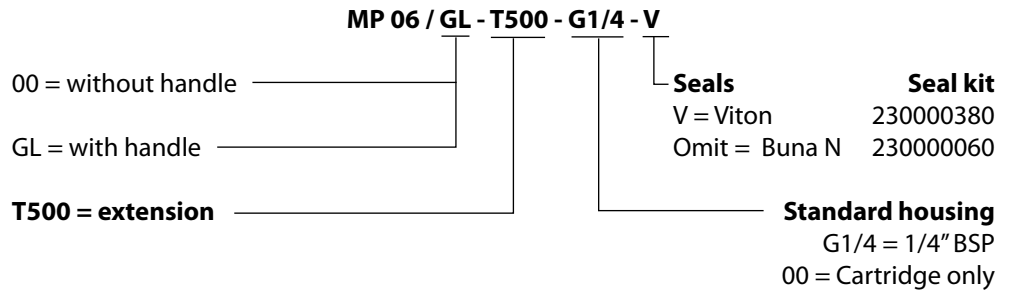 MP 06 / GL - T500 - G1/4 - V
00 = without handle
GL = with handle
T500 = extension
Seals Seal kit
V = Viton 230000380
Omit = Buna N 230000060
Standard housing
G1/4 = 1/4" BSP
00 = Cartridge only